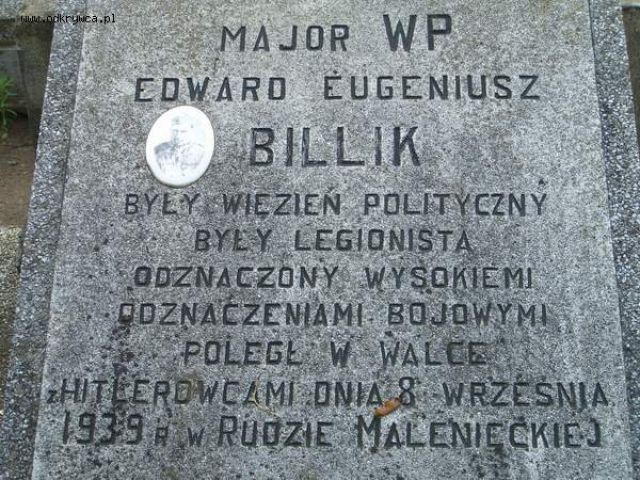 www.odkrywca.pl
MAJOR WP
EDWARD EUGENIUSZ
BILLIK
BYŁY WIEZIEŃ POLITYCZNY
BYŁY LEGIONISTA
ODZNACZONY WYSOKIEMI
ODZNACZENIAMI BOJOWYMI
POLEGŁ W WALCE
z HITLEROWCAMI DNIA 8 WRZEŚNIA
1939 R W RUDZIE MALENIECKIEJ